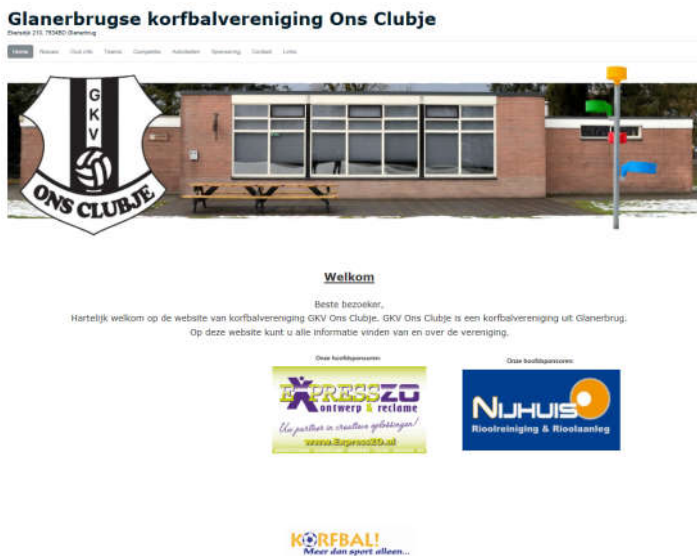 Glanerbrugse korfbalvereniging Ons Clubje
Glanerbrug
Home Nieuws Club info Teams Competitie Activiteiten Sponsoring Contact Links
GKV
ONS CLUBJE
Welkom
Beste bezoeker,
Hartelijk welkom op de website van korfbalvereniging GKV Ons Clubje. GKV Ons Clubje is een korfbalvereniging uit Glanerbrug.
Op deze website kunt u alle informatie vinden van en over de vereniging.
Onze hoofdsponsoren
Onze hoofdsponsoren
EXPRESSZO
ontwerp & reclame
Uw partner in creatieve oplossingen!
www.ExpressZO.nl
NIJHUIS
Rioolreiniging & Rioolaanleg
KORFBAL!
Meer dan sport alleen...